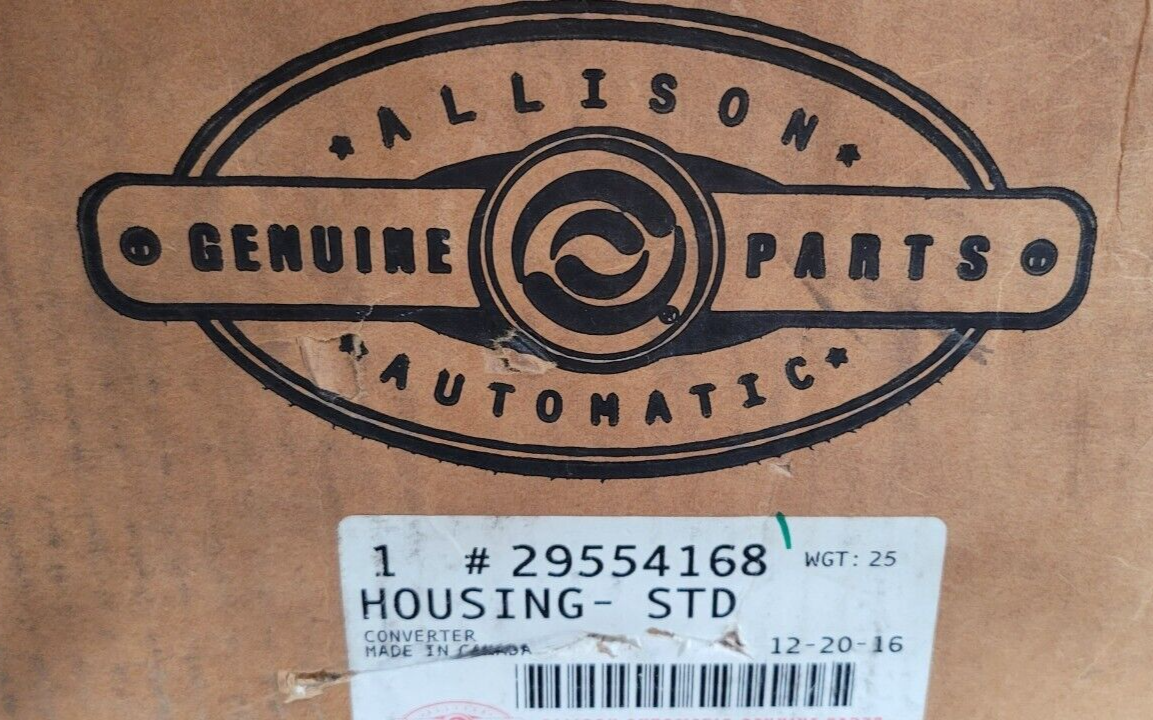 ★ALLISON★
GENUINE PARTS
★AUTOMATIC★
1 # 29554168 WGT: 25
HOUSING- STD
CONVERTER
MADE IN CANADA 12-20-16